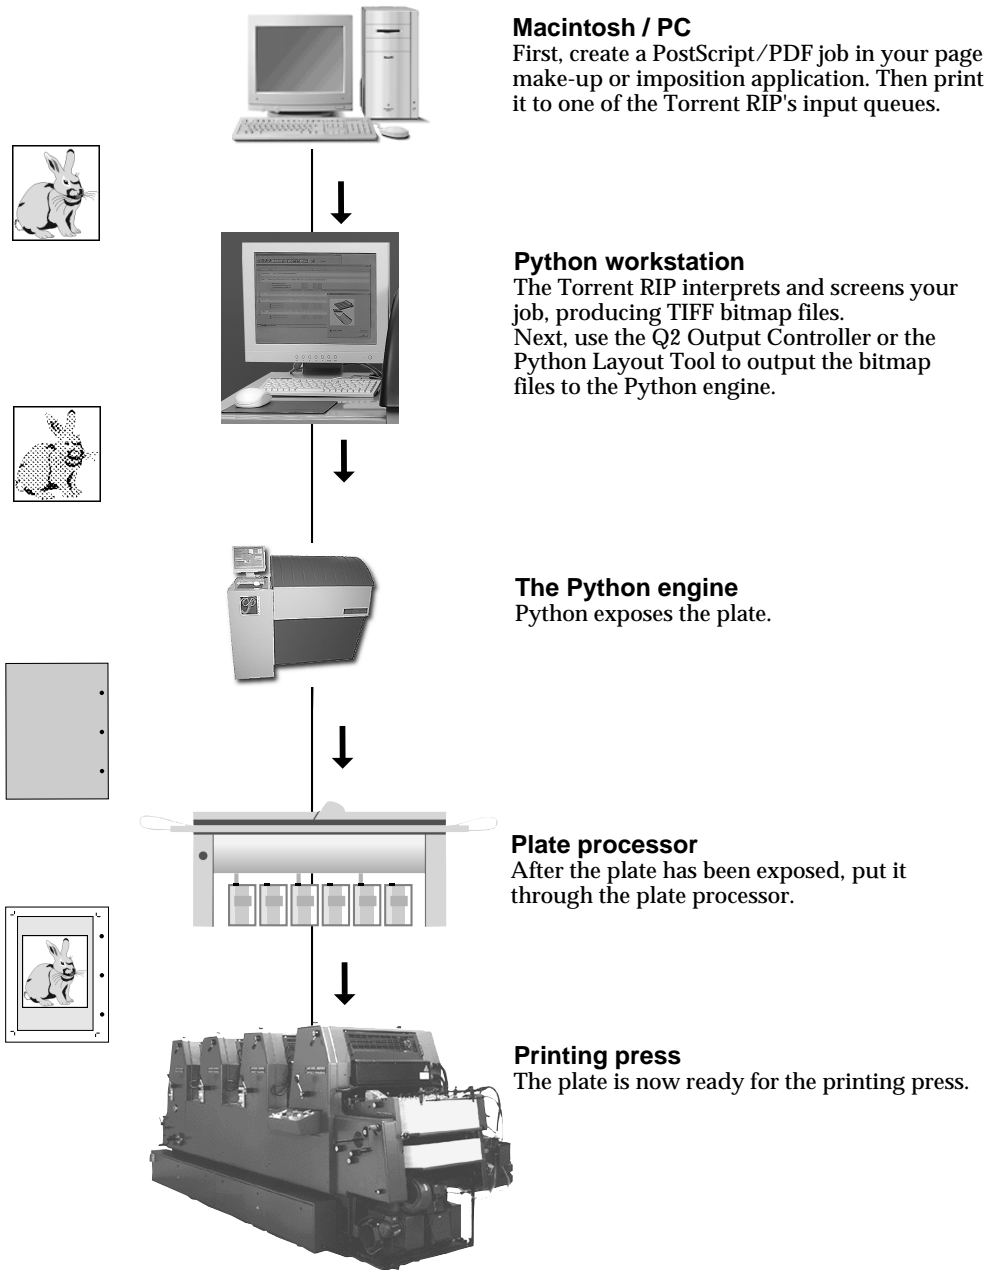 Macintosh / PC
First, create a PostScript/PDF job in your page
make-up or imposition application. Then print
it to one of the Torrent RIP's input queues.
Python workstation
The Torrent RIP interprets and screens your
job, producing TIFF bitmap files.
Next, use the Q2 Output Controller or the
Python Layout Tool to output the bitmap
files to the Python engine.
The Python engine
Python exposes the plate.
Plate processor
After the plate has been exposed, put it
through the plate processor.
Printing press
The plate is now ready for the printing press.